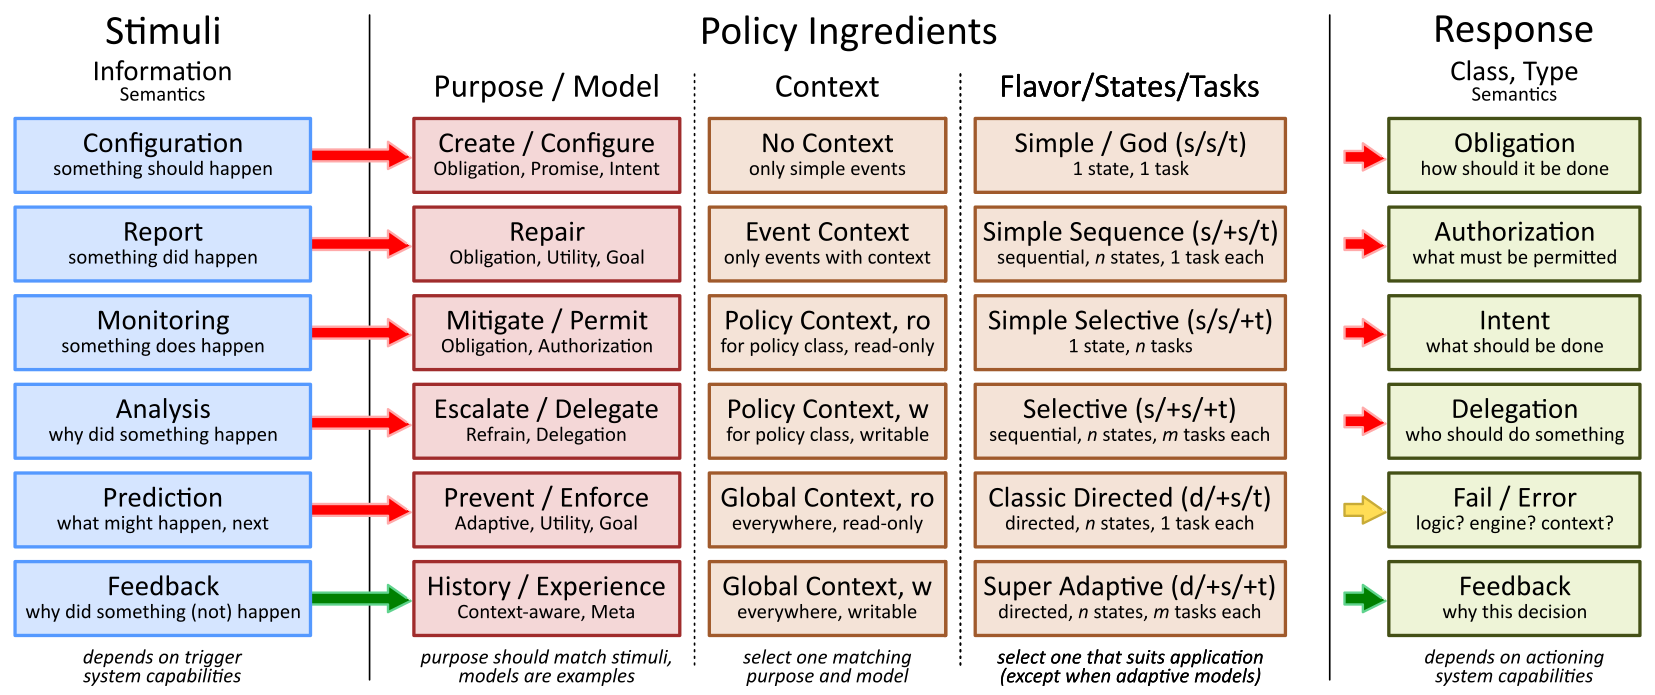 Stimuli
Information
Semantics
Configuration
something should happen
Report
something did happen
Monitoring
something does happen
Analysis
why did something happen
Prediction
what might happen, next
Feedback
why did something (not) happen
depends on trigger
system capabilities
Policy Ingredients
Purpose / Model
Create / Configure
Obligation, Promise, Intent
Repair
Obligation, Utility, Goal
Mitigate / Permit
Obligation, Authorization
Escalate / Delegate
Refrain, Delegation
Prevent / Enforce
Adaptive, Utility, Goal
History / Experience
Context-aware, Meta
purpose should match stimuli,
models are examples
Context
No Context
only simple events
Event Context
only events with context
Policy Context, ro
for policy class, read-only
Policy Context, w
for policy class, writable
Global Context, ro
everywhere, read-only
Global Context, w
everywhere, writable
select one matching
purpose and model
Flavor/States/Tasks
Simple / God (s/s/t)
1 state, 1 task
Simple Sequence (s/+s/t)
sequential, n states, 1 task each
Simple Selective (s/s/+t)
1 state, n tasks
Selective (s/+s/+t)
sequential, n states, m tasks each
Classic Directed (d/+s/t)
directed, n states, 1 task each
Super Adaptive (d/+s/+t)
directed, n states, m tasks each
select one that suits application
(except when adaptive models)
Response
Class, Type
Semantics
Obligation
how should it be done
Authorization
what must be permitted
Intent
what should be done
Delegation
who should do something
Fail / Error
logic? engine? context?
Feedback
why this decision
depends on actioning
system capabilities